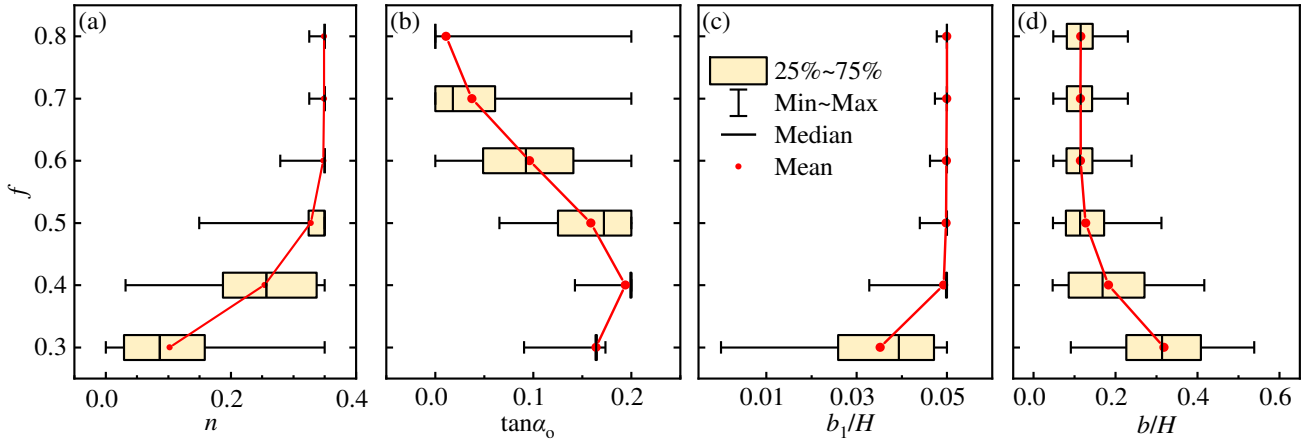 (a) (b) (c) (d)
0.8
0.7
0.6
0.5
0.4
0.3
f
25%~75%
Min~Max
Median
Mean
0.0 0.2 0.4
0.0 0.1 0.2
0.01 0.03 0.05
0.0 0.2 0.4 0.6
n
tanαo
b1/H
b/H